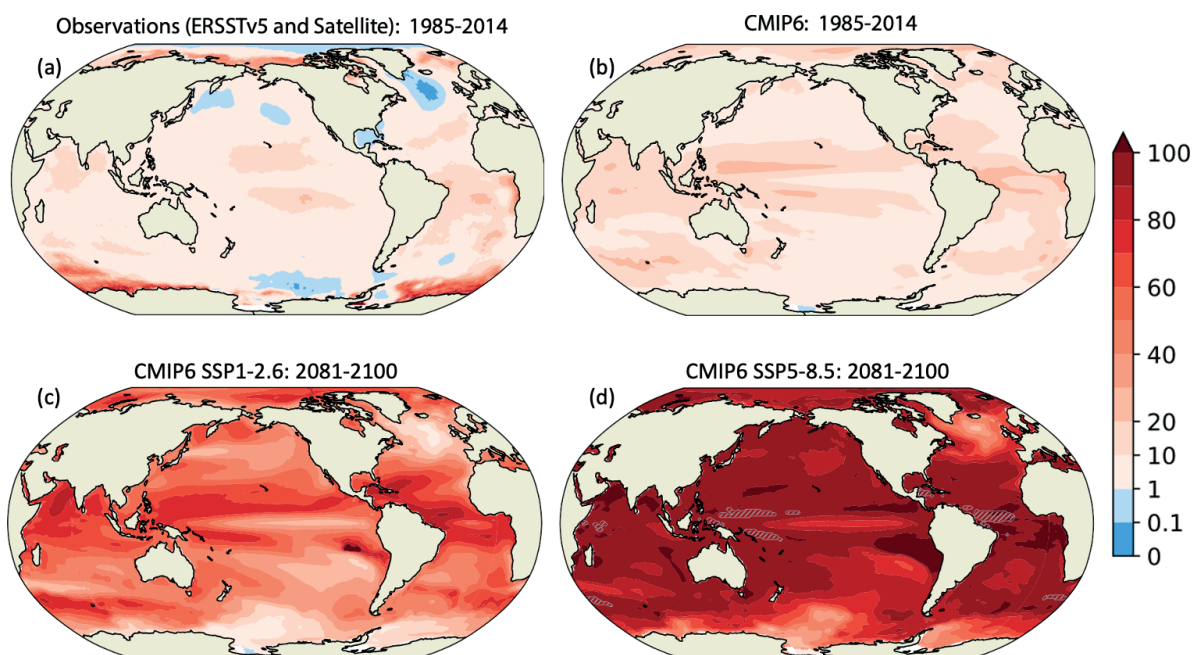 Observations (ERSSTv5 and Satellite): 1985-2014
CMIP6: 1985-2014
(a)
(b)
CMIP6 SSP1-2.6: 2081-2100
CMIP6 SSP5-8.5: 2081-2100
(c)
(d)
100
80
60
40
20
10
1
0.1
0